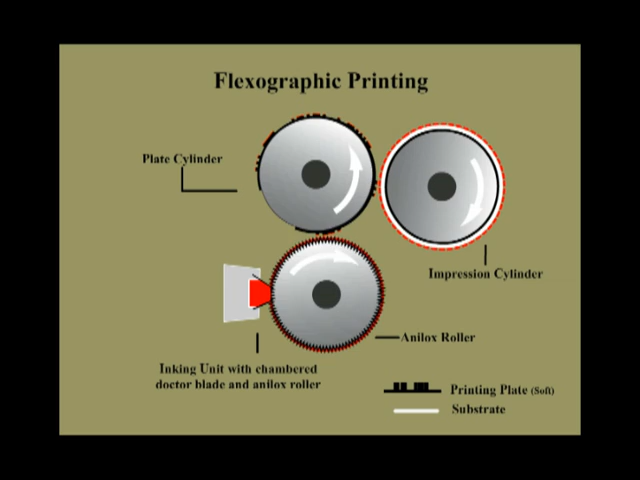 Flexographic Printing
Plate Cylinder
Impression Cylinder
Anilox Roller
Inking Unit with chambered
doctor blade and anilox roller
Printing Plate (Soft)
Substrate